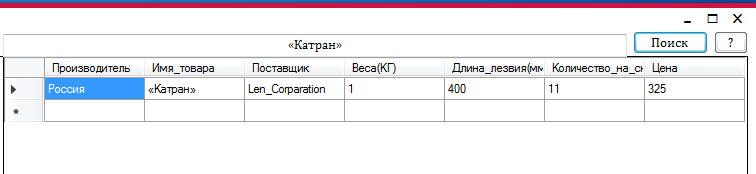 «Катран» Поиск ?
Производитель Имя_товара Поставщик Веса(КГ) Длина_лезвия(мм Количество_на_ск Цена
Россия «Катран» Len_Corparation 1 400 11 325